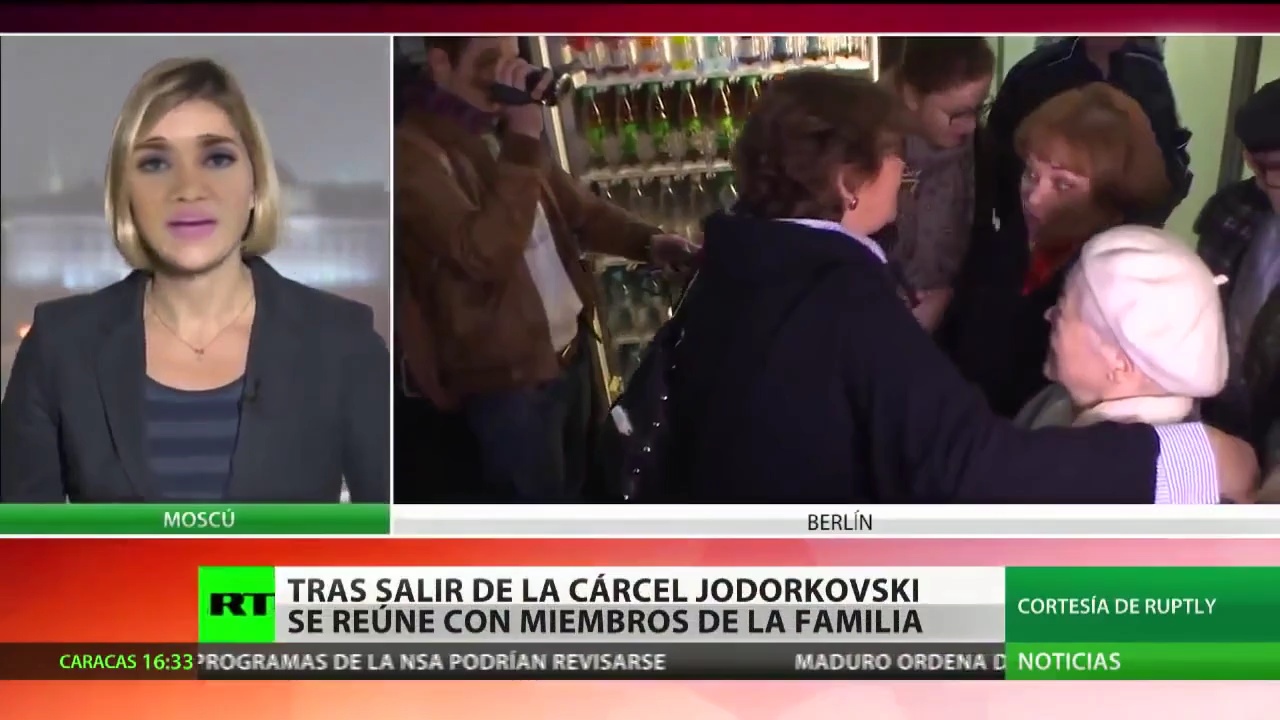 MOSCÚ
BERLÍN
RT
TRAS SALIR DE LA CÁRCEL JODORKOVSKI
SE REÚNE CON MIEMBROS DE LA FAMILIA
CORTESÍA DE RUPTLY
CARACAS 16:33
PROGRAMAS DE LA NSA PODRÍAN REVISARSE
MADURO ORDENA D
NOTICIAS